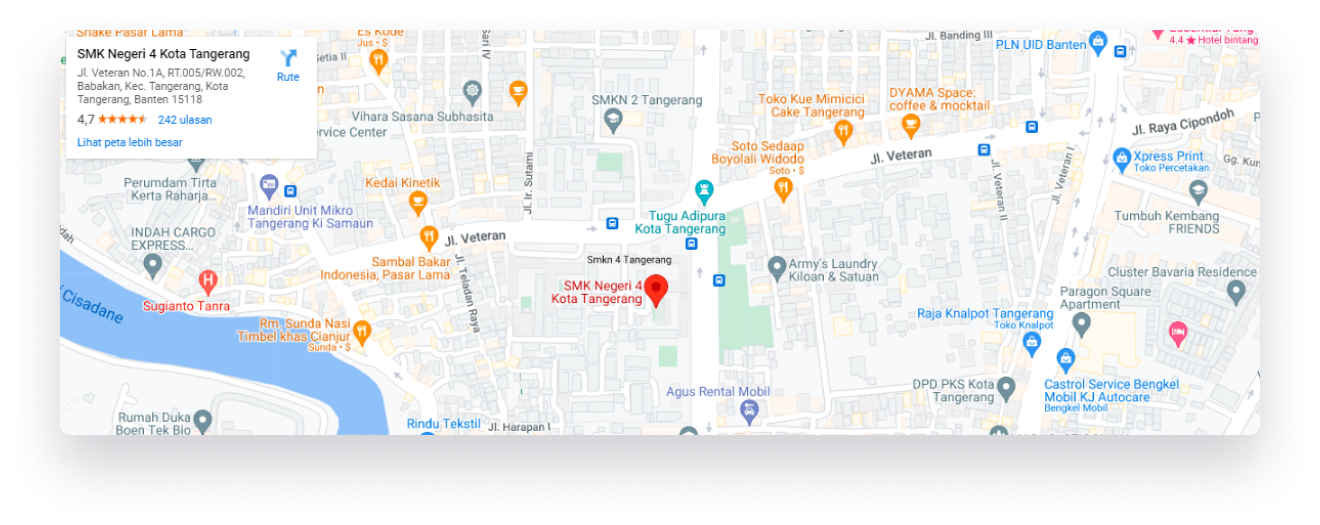 Shake Pasar Lama
SMK Negeri 4 Kota Tangerang
Jl. Veteran No.1A, RT.005/RW.002,
Babakan, Kec. Tangerang, Kota
Tangerang, Banten 15118
4,7
242 ulasan
Lihat peta lebih besar
Rute
Es Kode
Jus • $
Setia II
Sari IV
Jl. Banding III
PLN UID Banten
4.4 ★ Hotel bintang
SMKN 2 Tangerang
Vihara Sasana Subhasita
ervice Center
Toko Kue Mimicici
Cake Tangerang
DYAMA Space:
coffee & mocktail
Jl. Raya Cipondoh
Soto Sedaap
Boyolali Widodo
Soto • $
Jl. Veteran
Xpress Print
Toko Percetakan
Gg. Kur
Jl. Veteran I
Jl. Veteran II
Perumdam Tirta
Kerta Raharja...
Kedai Kinetik
Jl. Ir. Sutami
Mandiri Unit Mikro
Tangerang Ki Samaun
Tugu Adipura
Kota Tangerang
Tumbuh Kembang
FRIENDS
INDAH CARGO
EXPRESS...
Jl. Veteran
Sambal Bakar
Indonesia, Pasar Lama
Jl. Teladan Raya
Smkn 4 Tangerang
SMK Negeri 4
Kota Tangerang
Army's Laundry
Kiloan & Satuan
Cluster Bavaria Residence
Paragon Square
Apartment
Cisadane
Sugianto Tanra
Rm. Sunda Nasi
Timbel khas Cianjur
Sunda • $
Raja Knalpot Tangerang
Toko Knalpot
Agus Rental Mobil
DPD PKS Kota
Tangerang
Castrol Service Bengkel
Mobil KJ Autocare
Bengkel Mobil
Rumah Duka
Boen Tek Bio
Rindu Tekstil
Jl. Harapan I